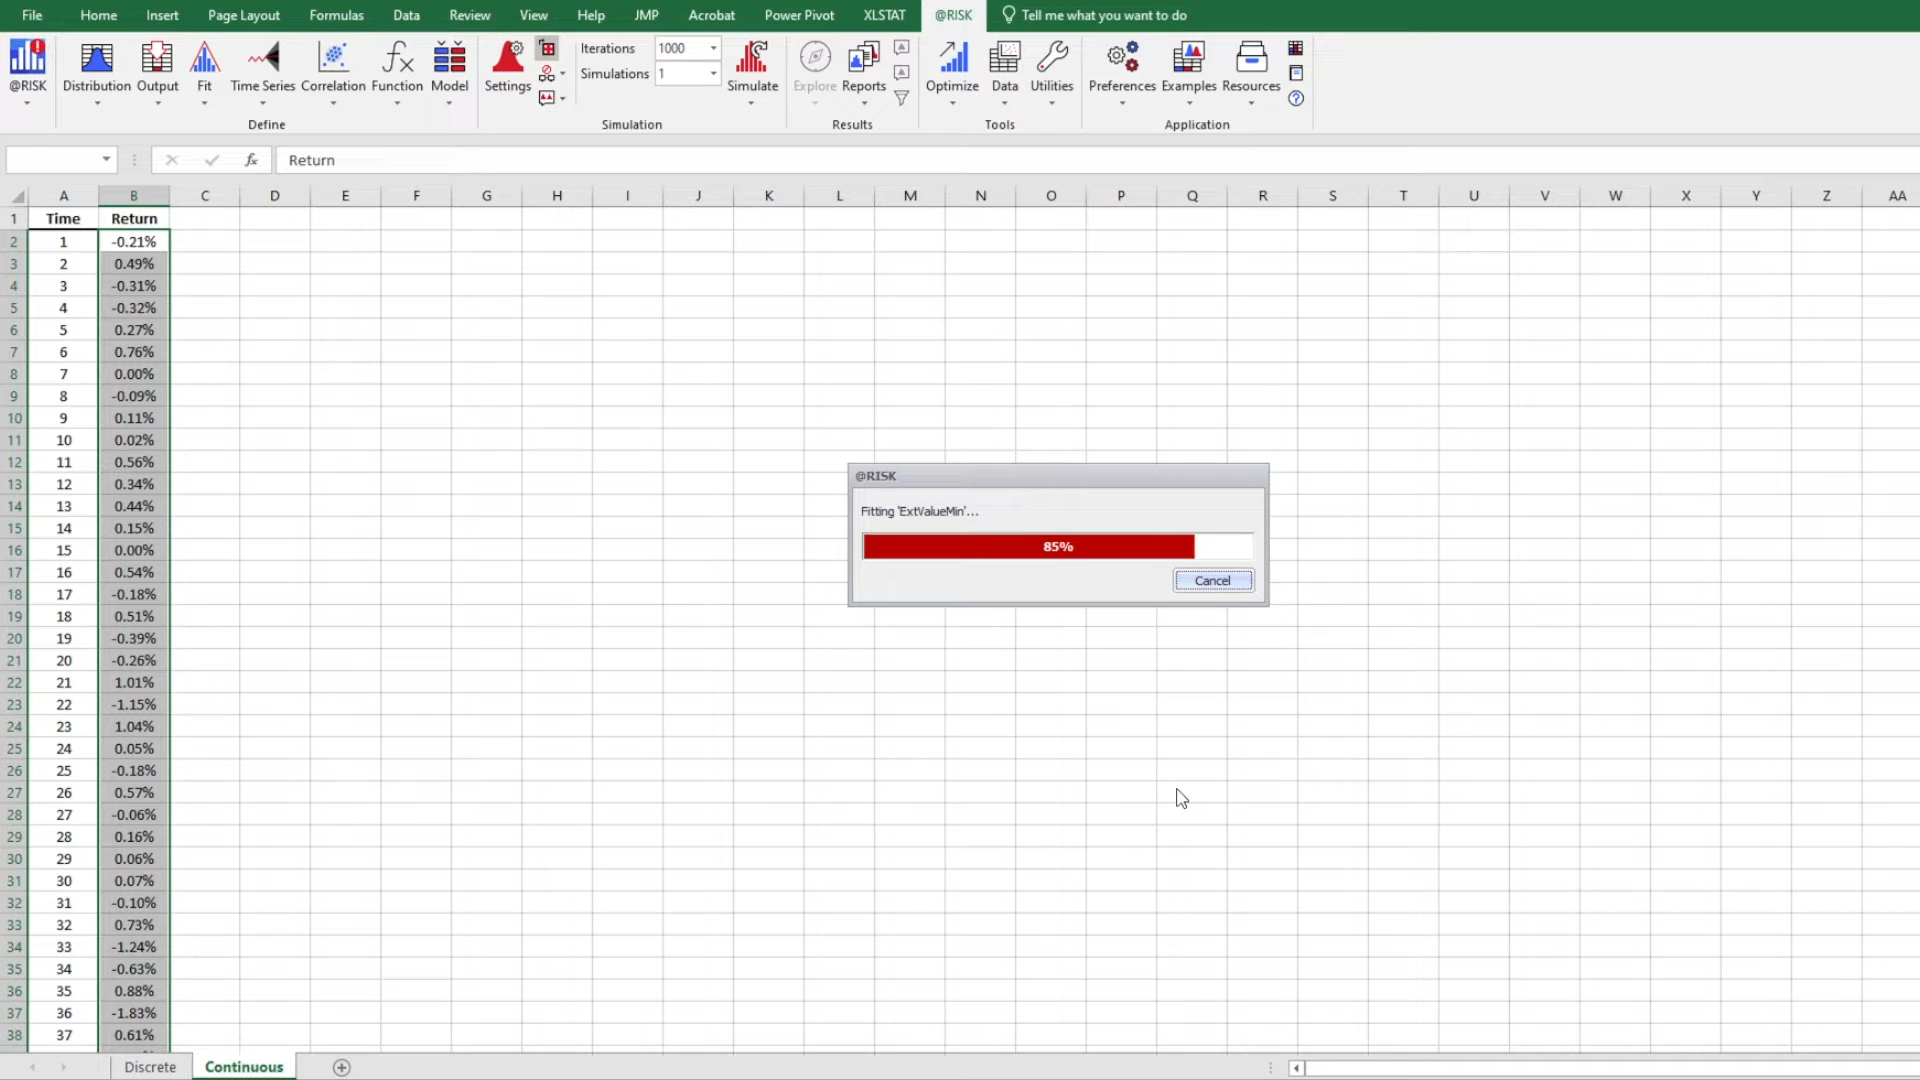 File Home Insert Page Layout Formulas Data Review View Help JMP Acrobat Power Pivot XLSTAT @RISK Tell me what you want to do
@RISK Distribution Output Fit Time Series Correlation Function Model
Define
Settings Iterations 1000
Simulations 1
Simulate
Simulation
Explore Reports
Results
Optimize Data Utilities
Tools
Preferences Examples Resources
Application
fx Return
A B C D E F G H I J K L M N O P Q R S T U V W X Y Z AA
1 Time Return
2 1 -0.21%
3 2 0.49%
4 3 -0.31%
5 4 -0.32%
6 5 0.27%
7 6 0.76%
8 7 0.00%
9 8 -0.09%
10 9 0.11%
11 10 0.02%
12 11 0.56%
13 12 0.34%
14 13 0.44%
15 14 0.15%
16 15 0.00%
17 16 0.54%
18 17 -0.18%
19 18 0.51%
20 19 -0.39%
21 20 -0.26%
22 21 1.01%
23 22 -1.15%
24 23 1.04%
25 24 0.05%
26 25 -0.18%
27 26 0.57%
28 27 -0.06%
29 28 0.16%
30 29 0.06%
31 30 0.07%
32 31 -0.10%
33 32 0.73%
34 33 -1.24%
35 34 -0.63%
36 35 0.88%
37 36 -1.83%
38 37 0.61%
@RISK
Fitting 'ExtValueMin'...
85%
Cancel
Discrete Continuous